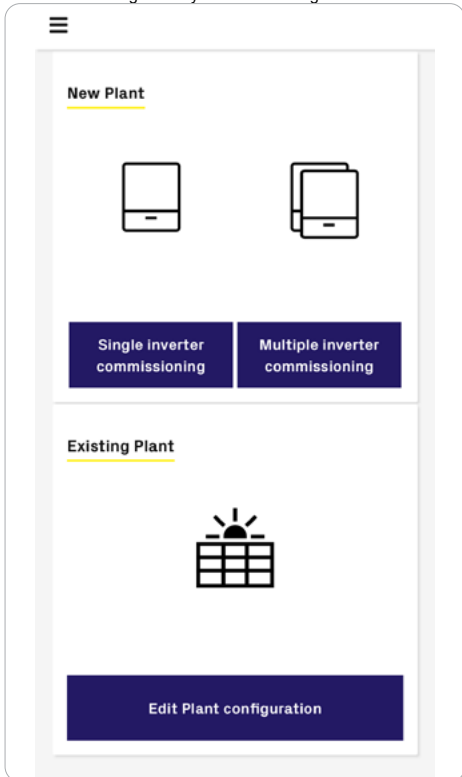 New Plant
Single inverter
commissioning
Multiple inverter
commissioning
Existing Plant
Edit Plant configuration